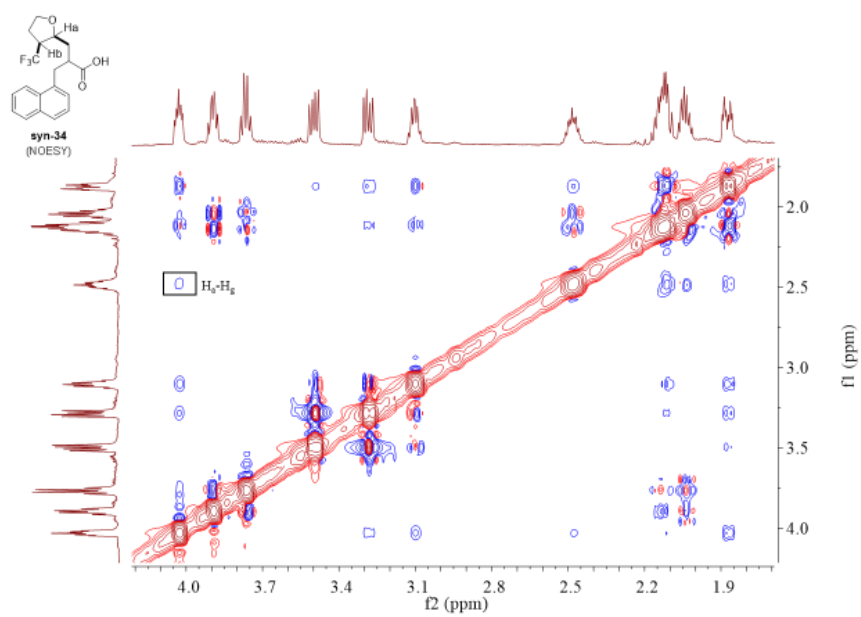 O
Ha
Hb
F₃C
OH
O
syn-34
(NOESY)
Hₐ-Hᵦ
2.0
2.5
3.0
3.5
4.0
f1 (ppm)
4.0 3.7 3.4 3.1 2.8 2.5 2.2 1.9
f2 (ppm)